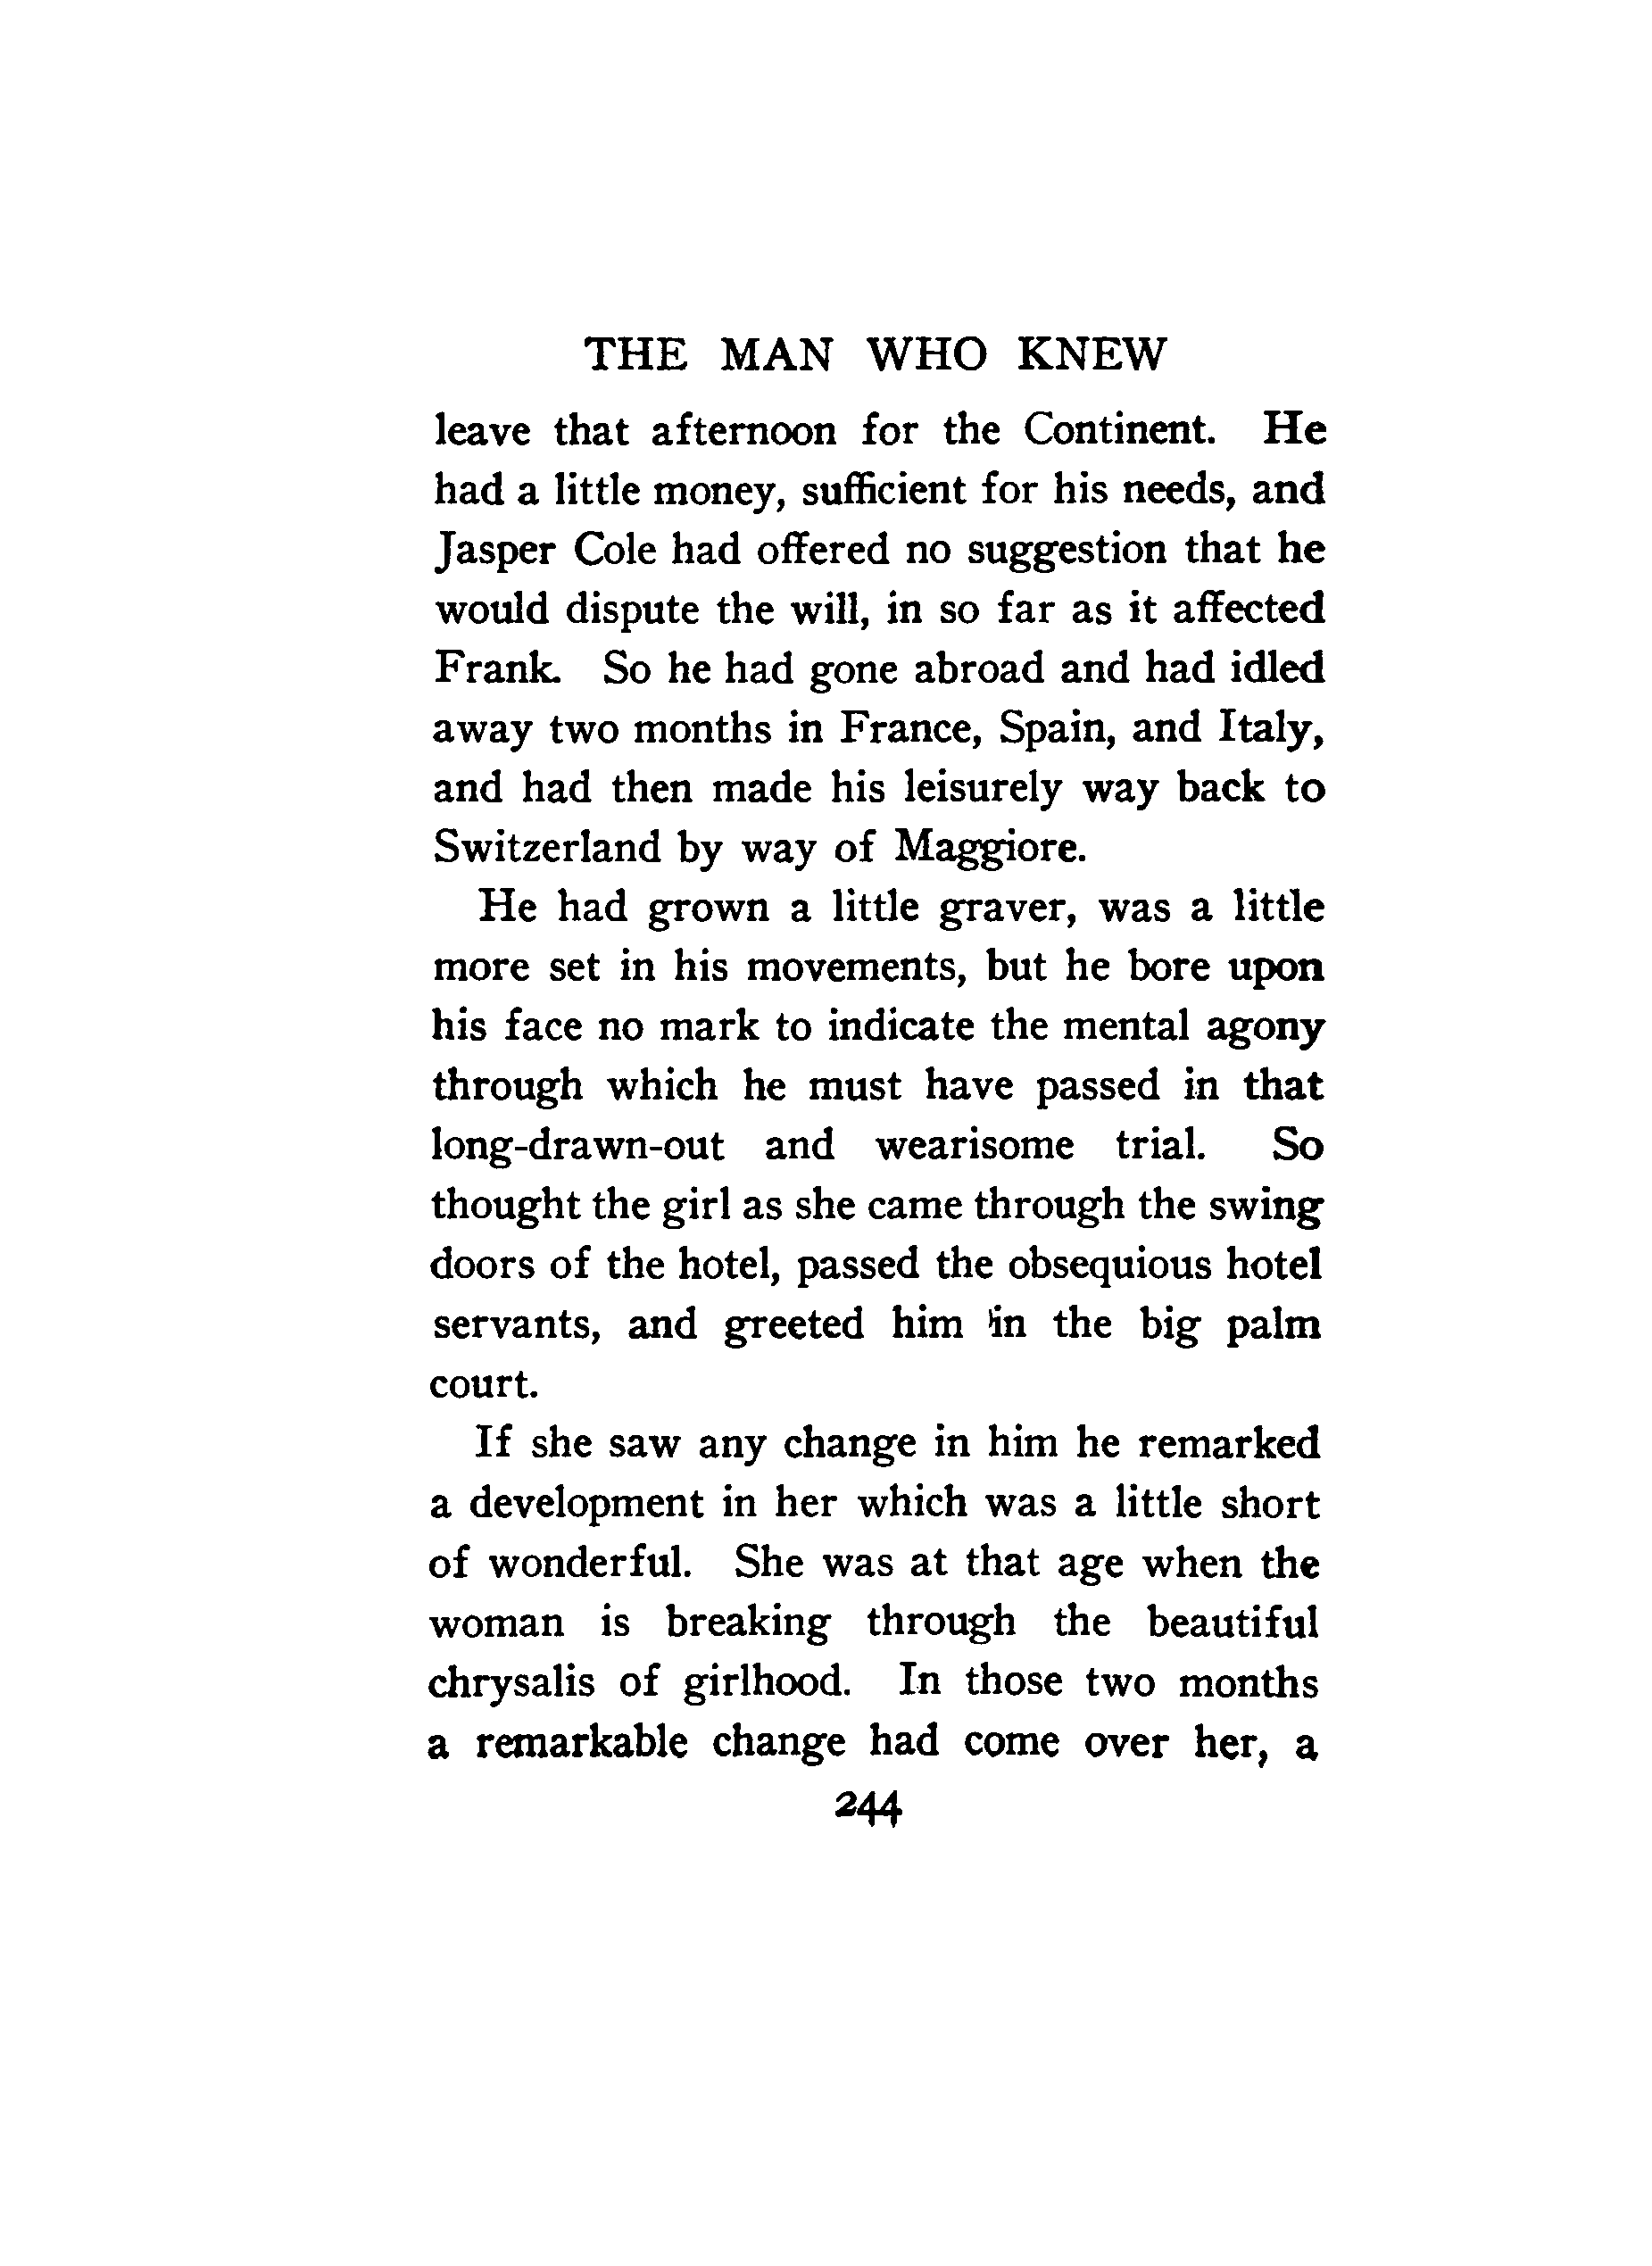 THE MAN WHO KNEW
leave that afternoon for the Continent. He
had a little money, sufficient for his needs, and
Jasper Cole had offered no suggestion that he
would dispute the will, in so far as it affected
Frank. So he had gone abroad and had idled
away two months in France, Spain, and Italy,
and had then made his leisurely way back to
Switzerland by way of Maggiore.
He had grown a little graver, was a little
more set in his movements, but he bore upon
his face no mark to indicate the mental agony
through which he must have passed in that
long-drawn-out and wearisome trial. So
thought the girl as she came through the swing
doors of the hotel, passed the obsequious hotel
servants, and greeted him in the big palm
court.
If she saw any change in him he remarked
a development in her which was a little short
of wonderful. She was at that age when the
woman is breaking through the beautiful
chrysalis of girlhood. In those two months
a remarkable change had come over her, a
244